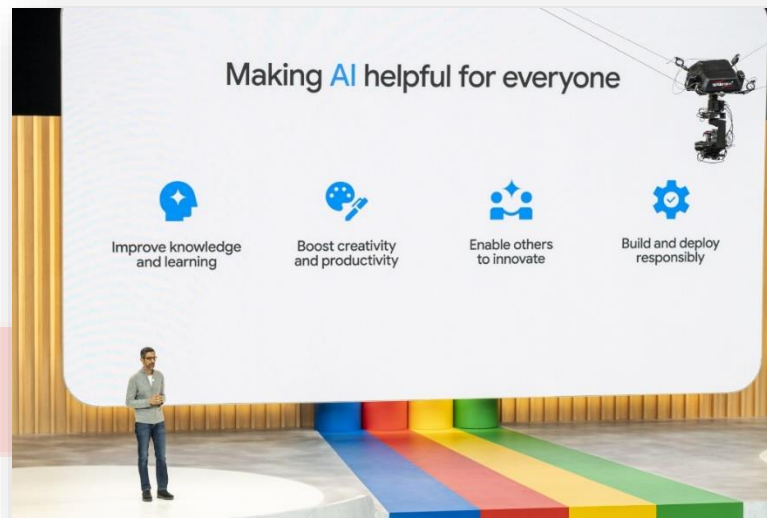 Making AI helpful for everyone
Improve knowledge
and learning
Boost creativity
and productivity
Enable others
to innovate
Build and deploy
responsibly